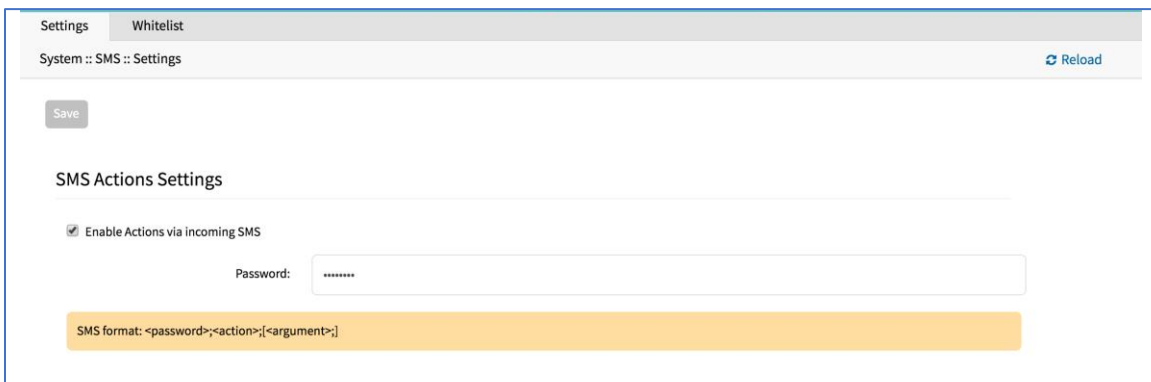 Settings Whitelist
System :: SMS :: Settings Reload
Save
SMS Actions Settings
Enable Actions via incoming SMS
Password: ••••••••
SMS format: <password>;<action>;[<argument>;]